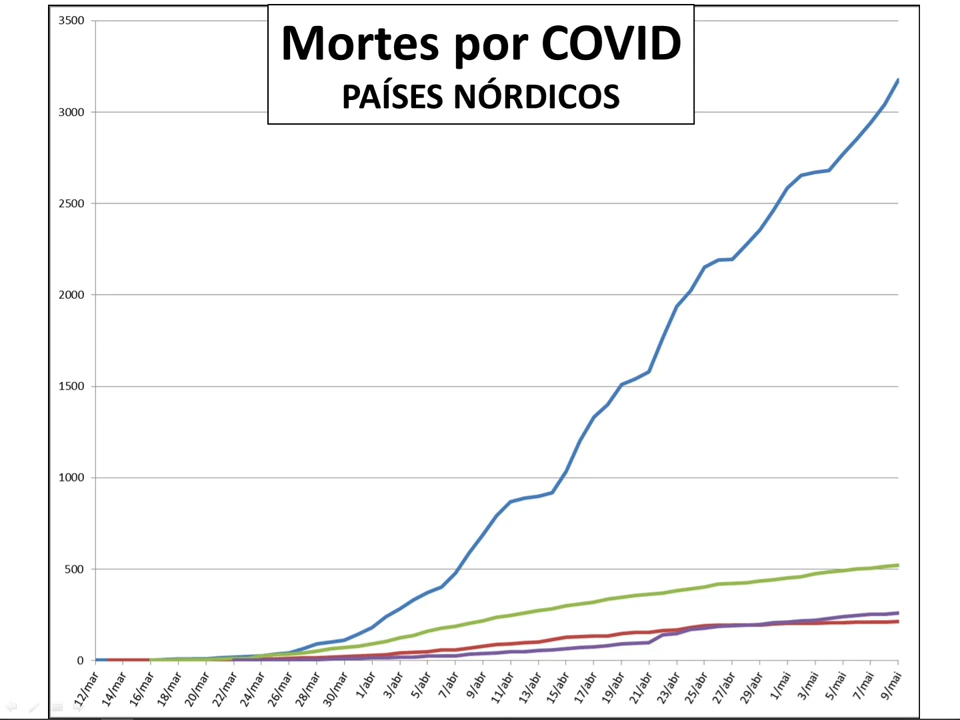 Mortes por COVID
PAÍSES NÓRDICOS
3500
3000
2500
2000
1500
1000
500
0
12/mar
14/mar
16/mar
18/mar
20/mar
22/mar
24/mar
26/mar
28/mar
30/mar
1/abr
3/abr
5/abr
7/abr
9/abr
11/abr
13/abr
15/abr
17/abr
19/abr
21/abr
23/abr
25/abr
27/abr
29/abr
1/mai
3/mai
5/mai
7/mai
9/mai